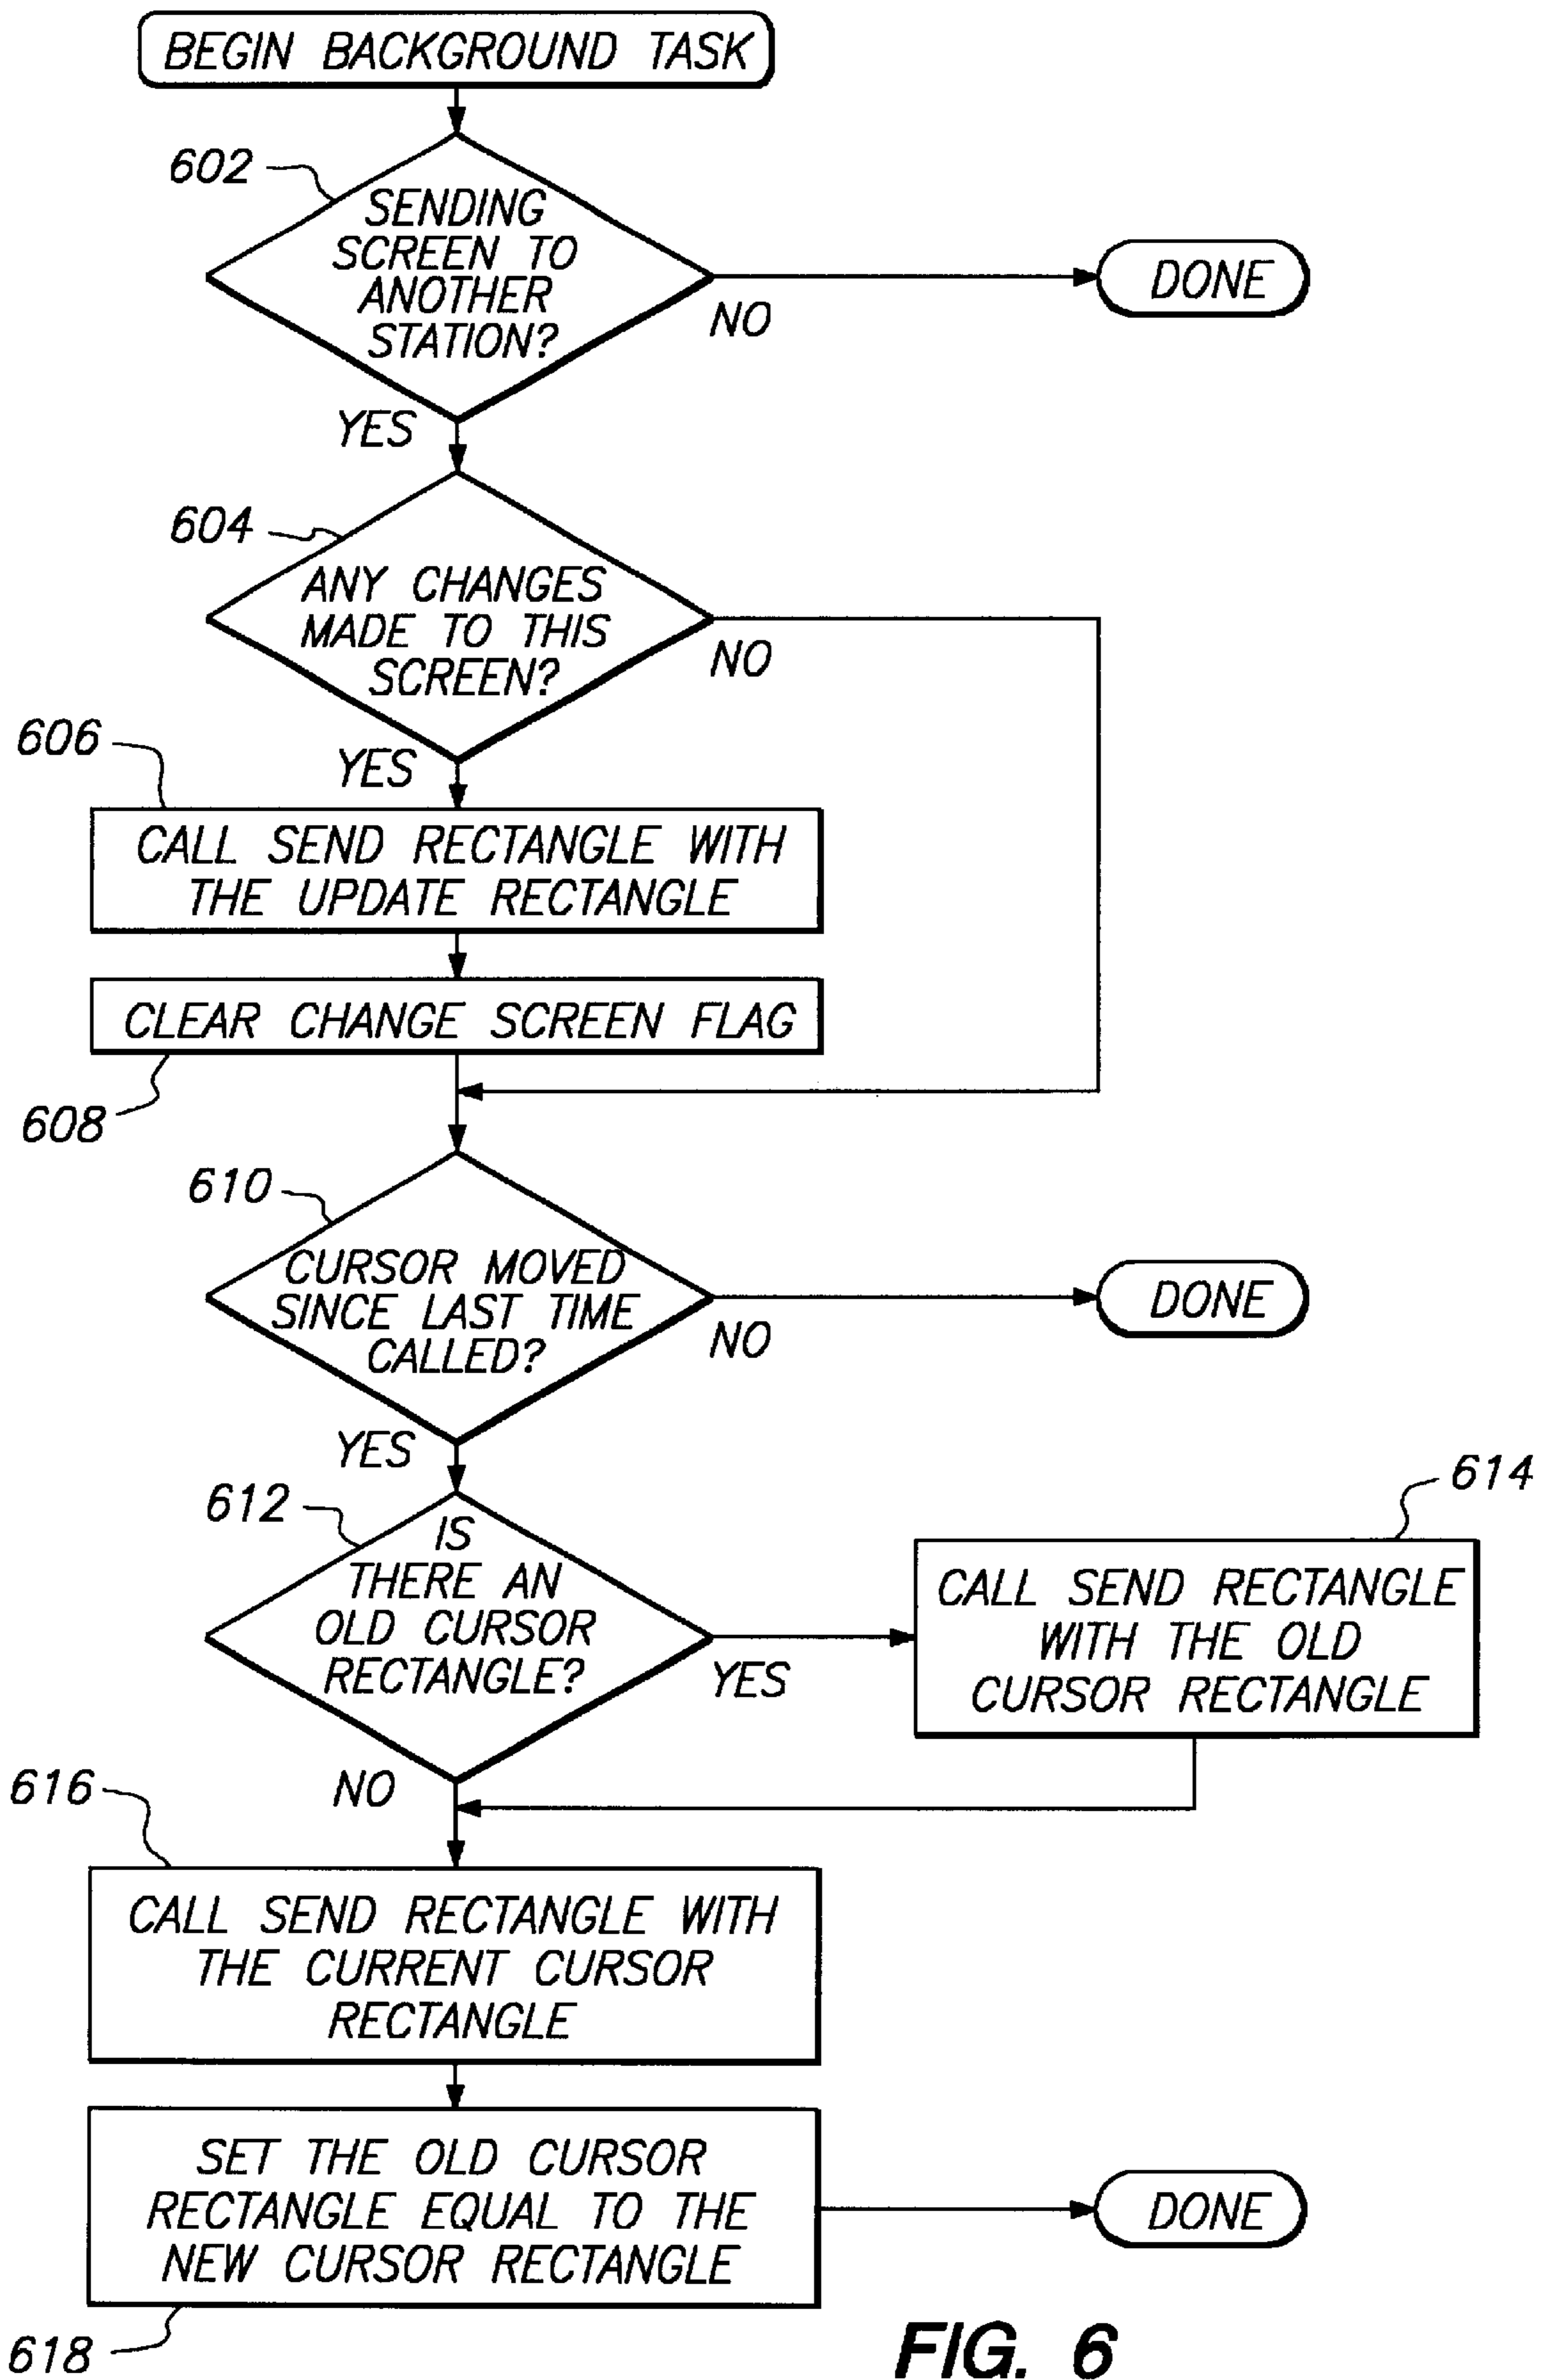 BEGIN BACKGROUND TASK
602
SENDING
SCREEN TO
ANOTHER
STATION?
NO
DONE
YES
604
ANY CHANGES
MADE TO THIS
SCREEN?
NO
YES
606
CALL SEND RECTANGLE WITH
THE UPDATE RECTANGLE
CLEAR CHANGE SCREEN FLAG
608
610
CURSOR MOVED
SINCE LAST TIME
CALLED?
NO
DONE
YES
612
IS
THERE AN
OLD CURSOR
RECTANGLE?
YES
614
CALL SEND RECTANGLE
WITH THE OLD
CURSOR RECTANGLE
NO
616
CALL SEND RECTANGLE WITH
THE CURRENT CURSOR
RECTANGLE
SET THE OLD CURSOR
RECTANGLE EQUAL TO THE
NEW CURSOR RECTANGLE
DONE
618
FIG. 6